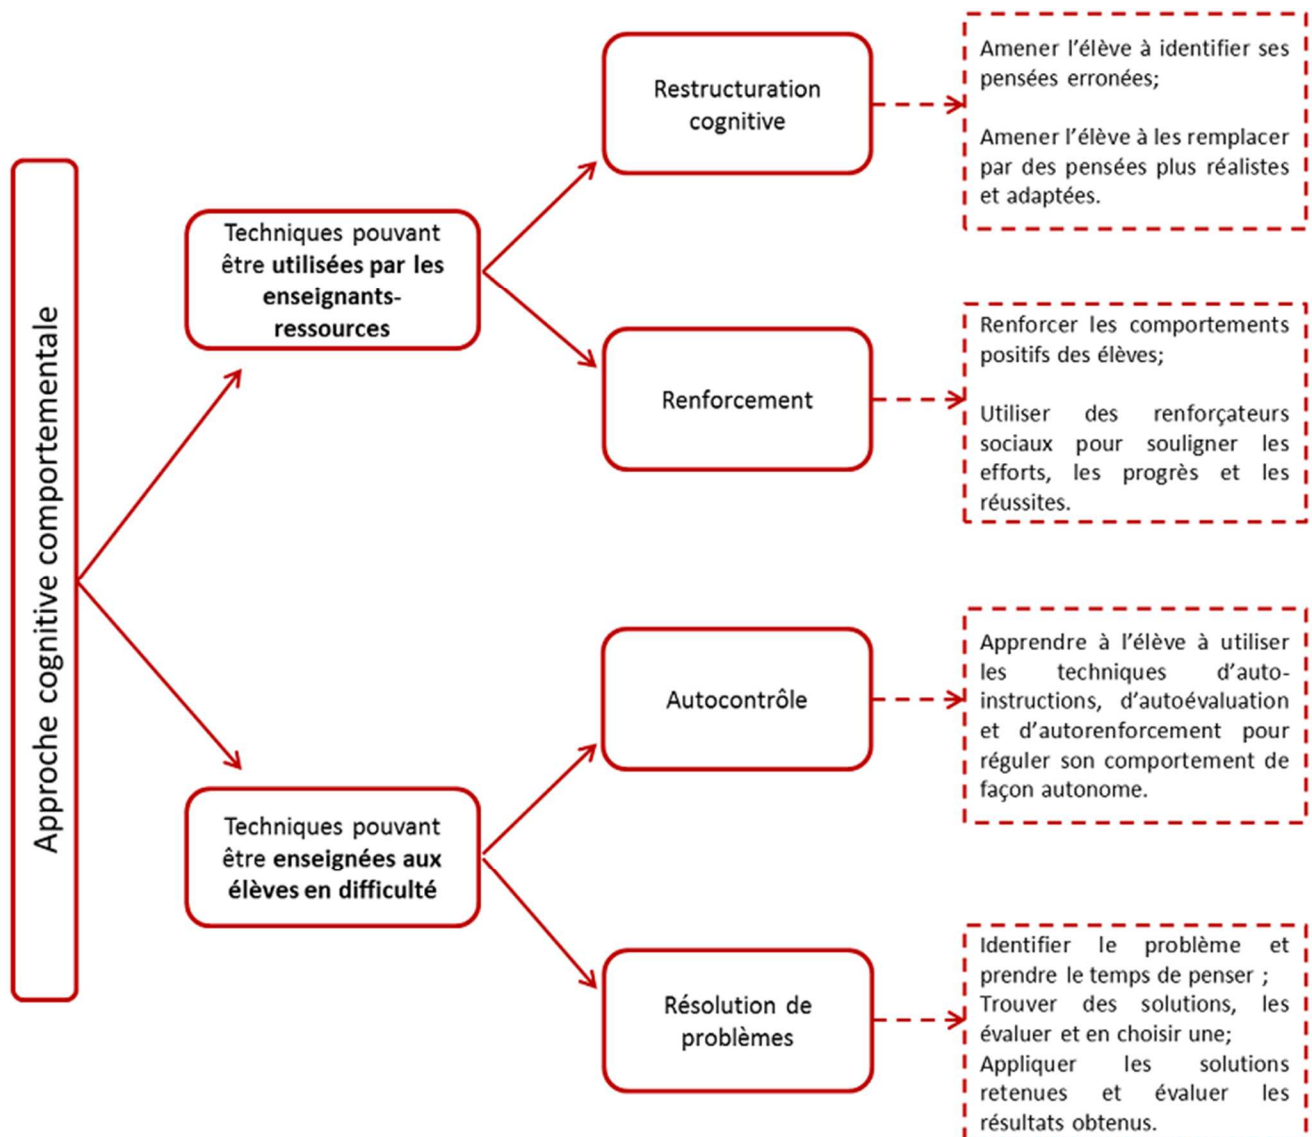 Approche cognitive comportementale
Techniques pouvant
être utilisées par les
enseignants-
ressources
Restructuration
cognitive
Amener l’élève à identifier ses
pensées erronées;
Amener l’élève à les remplacer
par des pensées plus réalistes
et adaptées.
Renforcement
Renforcer les comportements
positifs des élèves;
Utiliser des renforçateurs
sociaux pour souligner les
efforts, les progrès et les
réussites.
Techniques pouvant
être enseignées aux
élèves en difficulté
Autocontrôle
Apprendre à l’élève à utiliser
les techniques d’auto-
instructions, d’autoévaluation
et d’autorenforcement pour
réguler son comportement de
façon autonome.
Résolution de
problèmes
Identifier le problème et
prendre le temps de penser ;
Trouver des solutions, les
évaluer et en choisir une;
Appliquer les solutions
retenues et évaluer les
résultats obtenus.